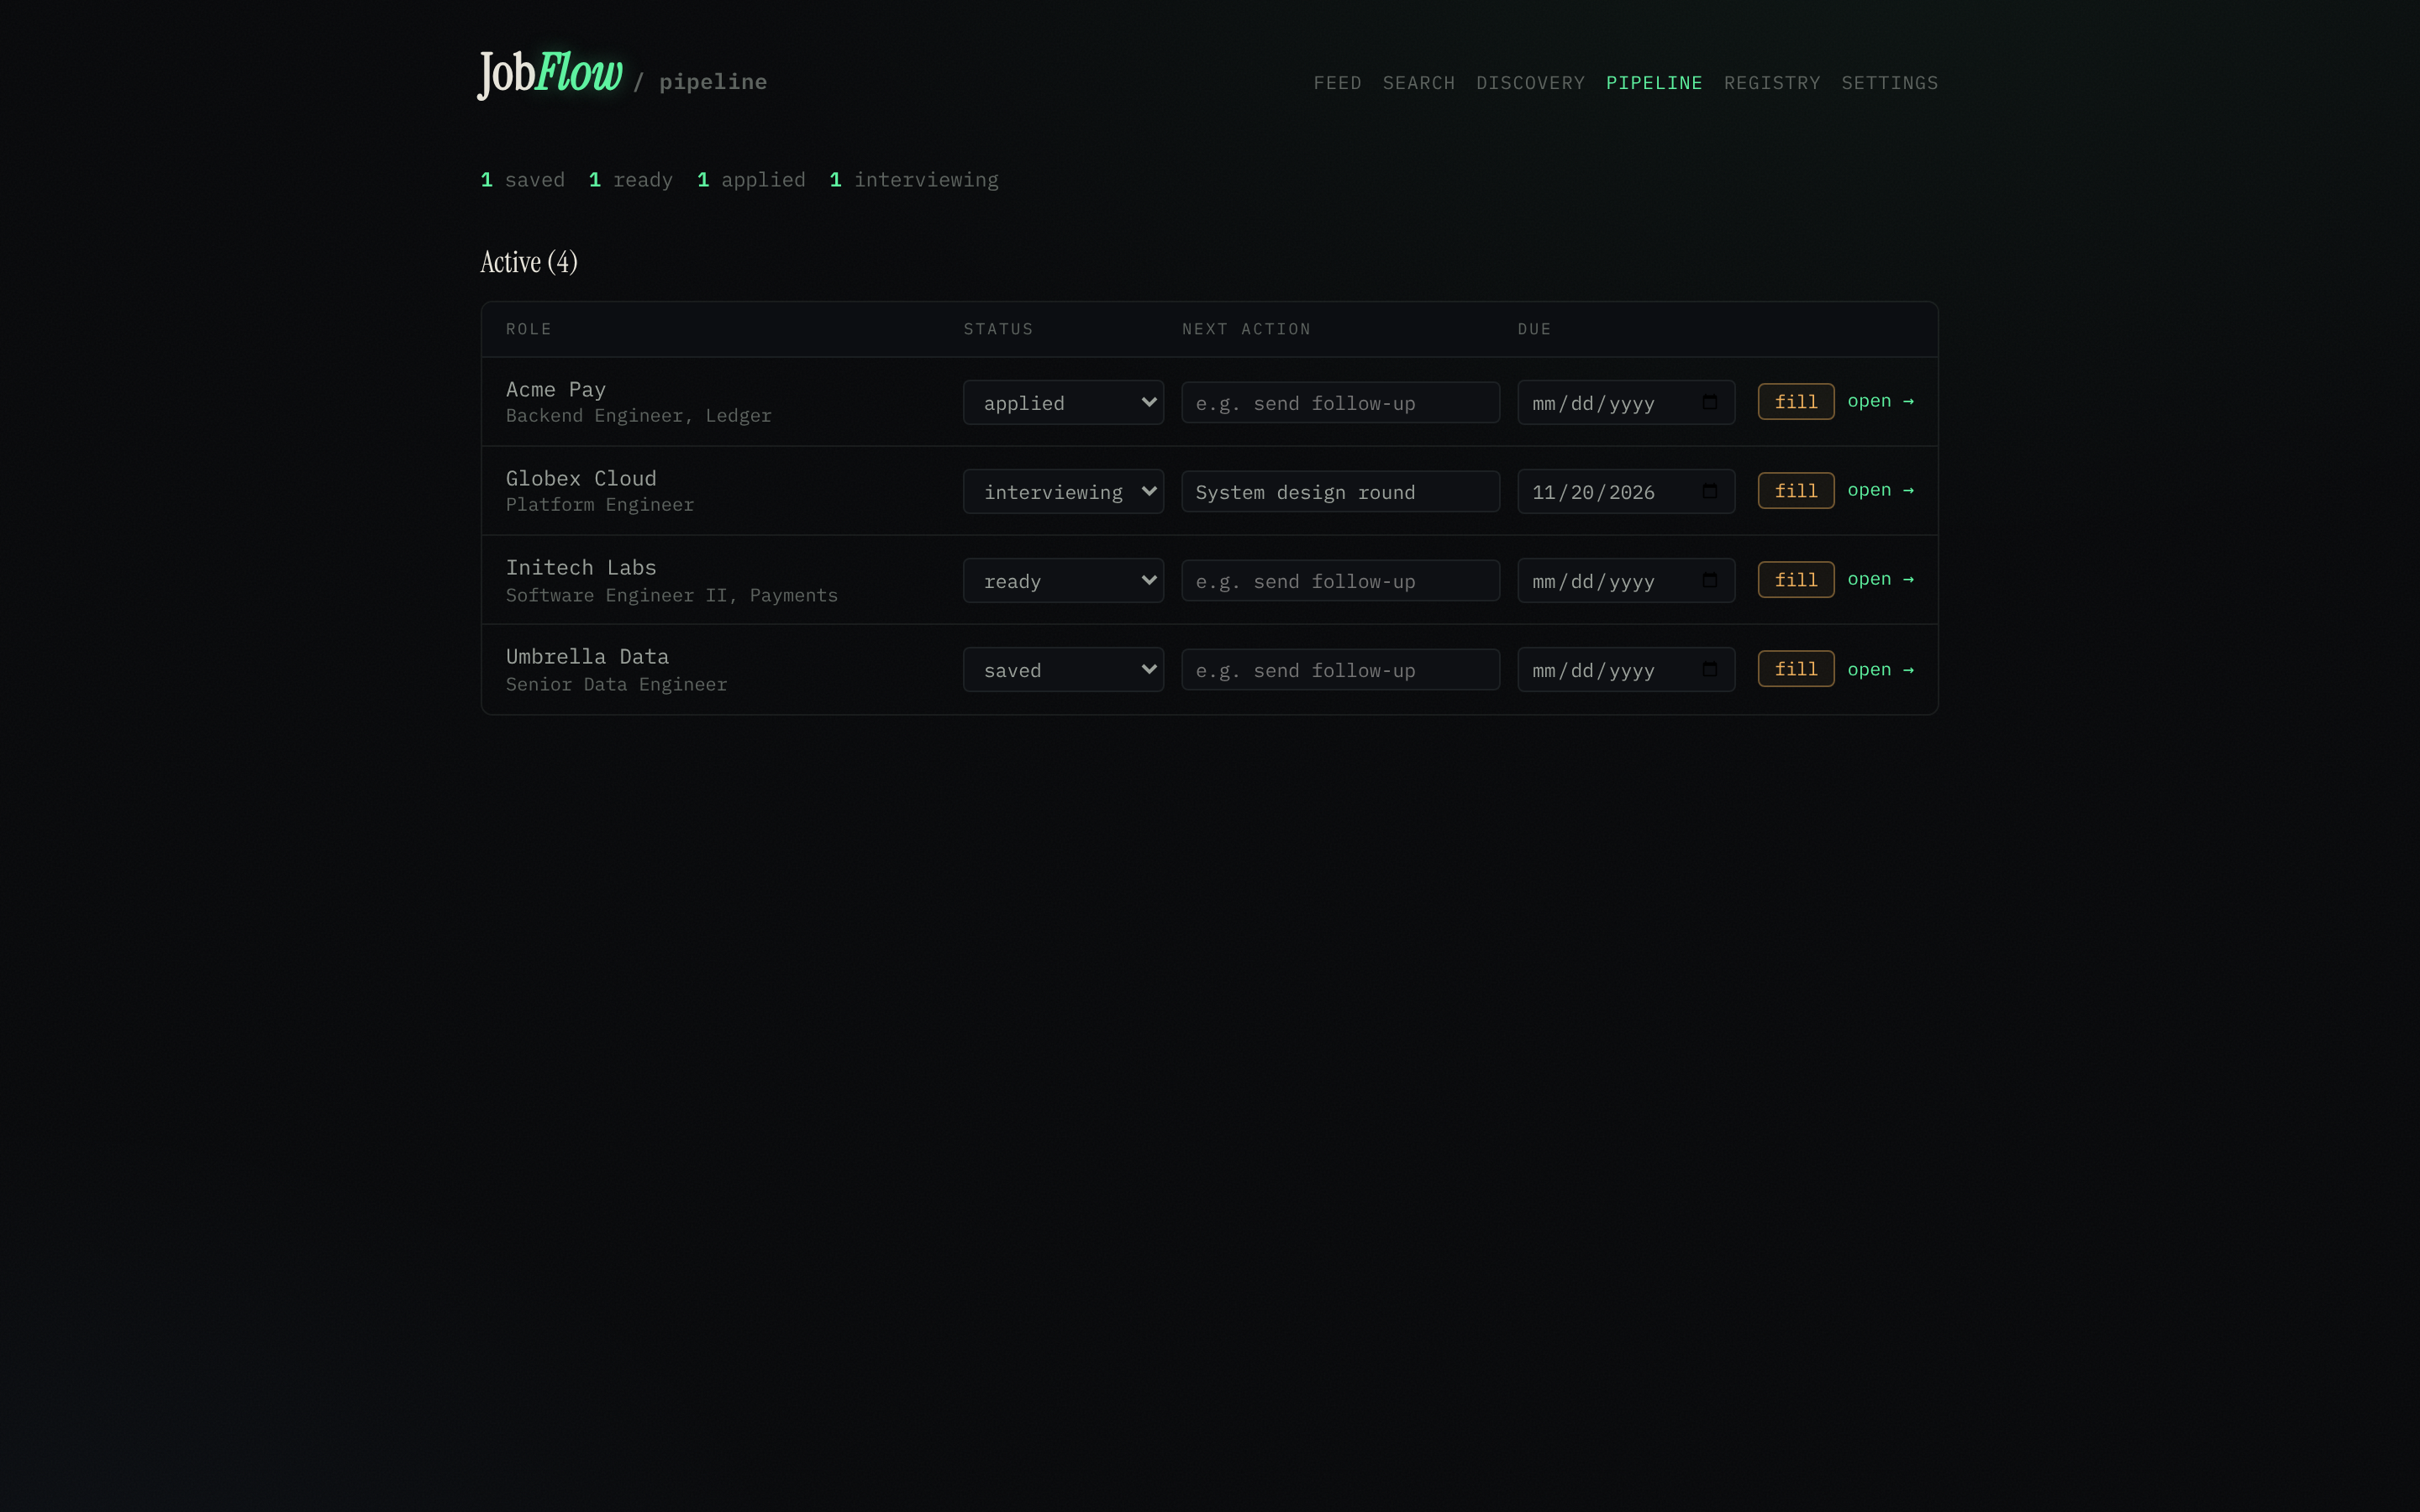 JobFlow / pipeline
FEED SEARCH DISCOVERY PIPELINE REGISTRY SETTINGS
1 saved 1 ready 1 applied 1 interviewing
Active (4)
ROLE STATUS NEXT ACTION DUE
Acme Pay
Backend Engineer, Ledger
applied e.g. send follow-up mm/dd/yyyy fill open →
Globex Cloud
Platform Engineer
interviewing System design round 11/20/2026 fill open →
Initech Labs
Software Engineer II, Payments
ready e.g. send follow-up mm/dd/yyyy fill open →
Umbrella Data
Senior Data Engineer
saved e.g. send follow-up mm/dd/yyyy fill open →